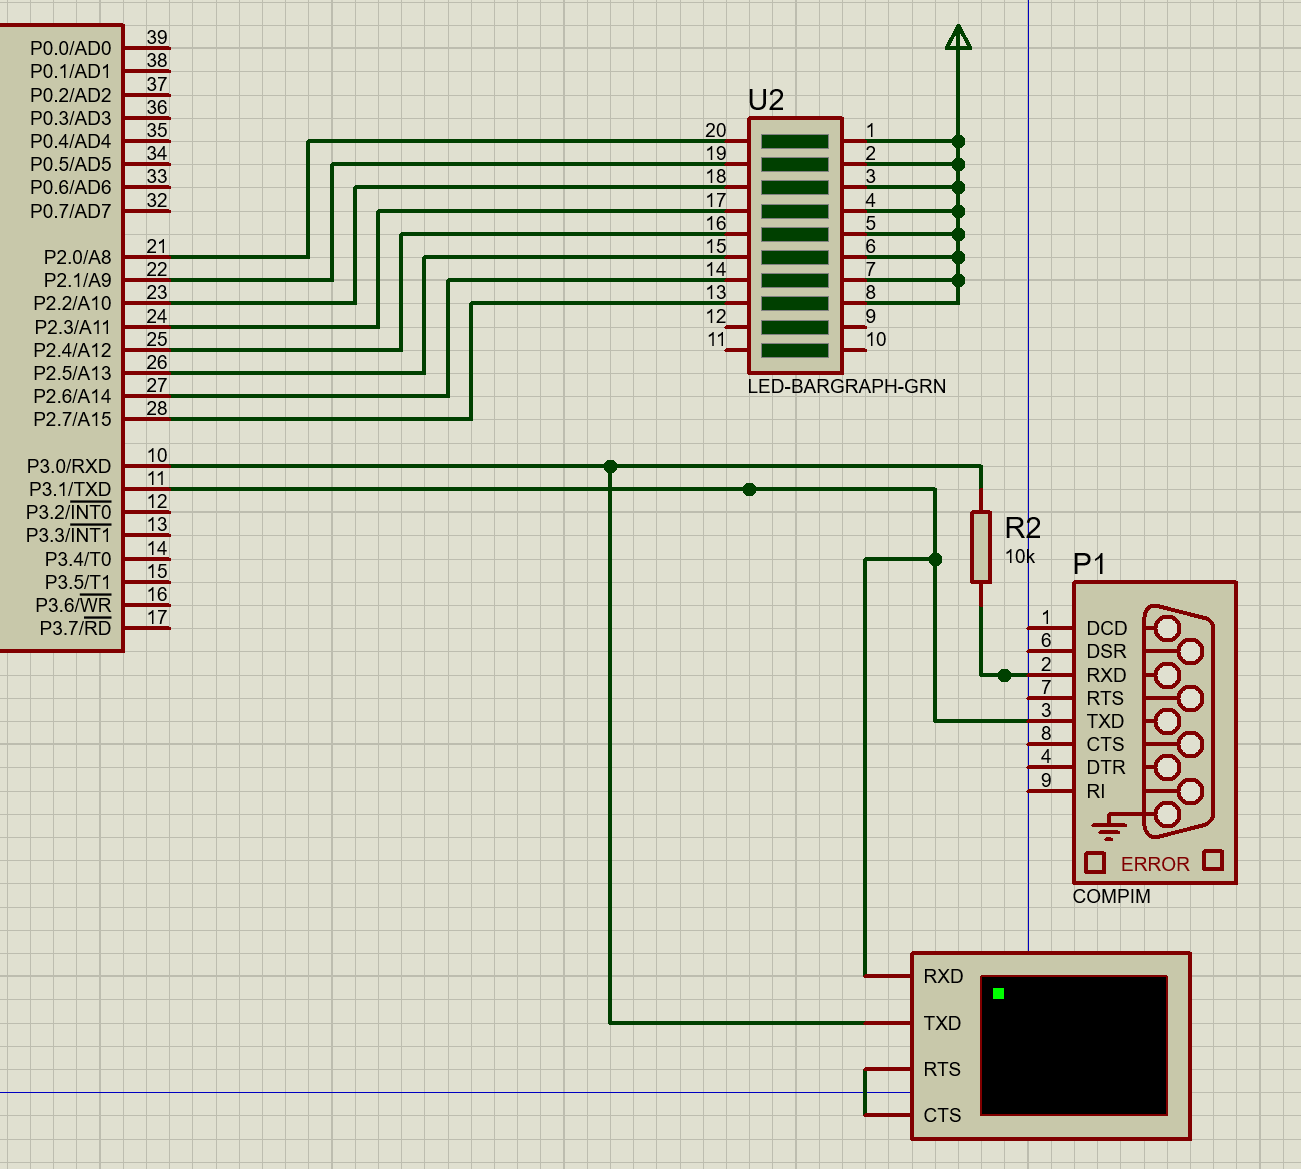 P0.0/AD0 39
P0.1/AD1 38
P0.2/AD2 37
P0.3/AD3 36
P0.4/AD4 35
P0.5/AD5 34
P0.6/AD6 33
P0.7/AD7 32
P2.0/A8 21
P2.1/A9 22
P2.2/A10 23
P2.3/A11 24
P2.4/A12 25
P2.5/A13 26
P2.6/A14 27
P2.7/A15 28
P3.0/RXD 10
P3.1/TXD 11
P3.2/INT0 12
P3.3/INT1 13
P3.4/T0 14
P3.5/T1 15
P3.6/WR 16
P3.7/RD 17
U2
20 1
19 2
18 3
17 4
16 5
15 6
14 7
13 8
12 9
11 10
LED-BARGRAPH-GRN
R2
10k
P1
1 DCD
6 DSR
2 RXD
7 RTS
3 TXD
8 CTS
4 DTR
9 RI
ERROR
COMPIM
RXD
TXD
RTS
CTS